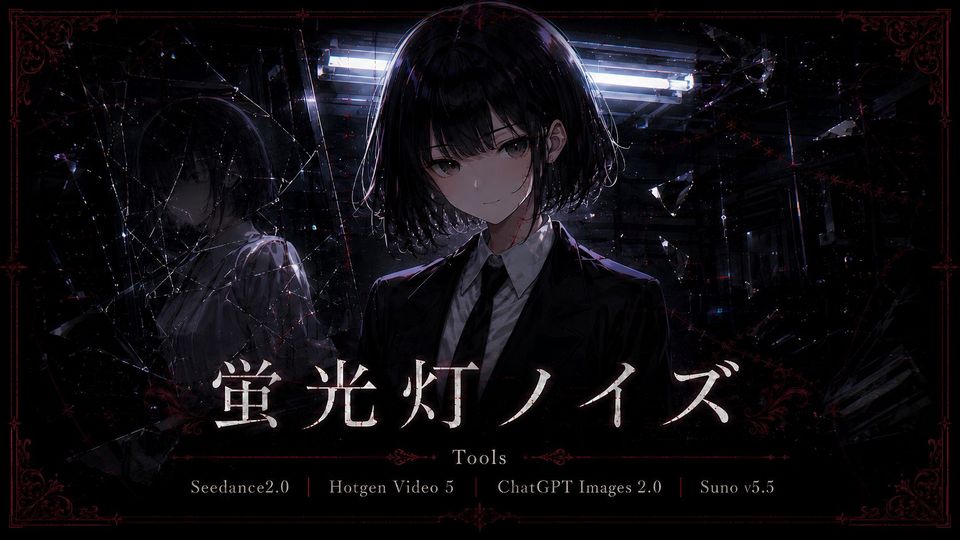 蛍光灯ノイズ
Tools
Seedance2.0 | Hotgen Video 5 | ChatGPT Images 2.0 | Suno v5.5